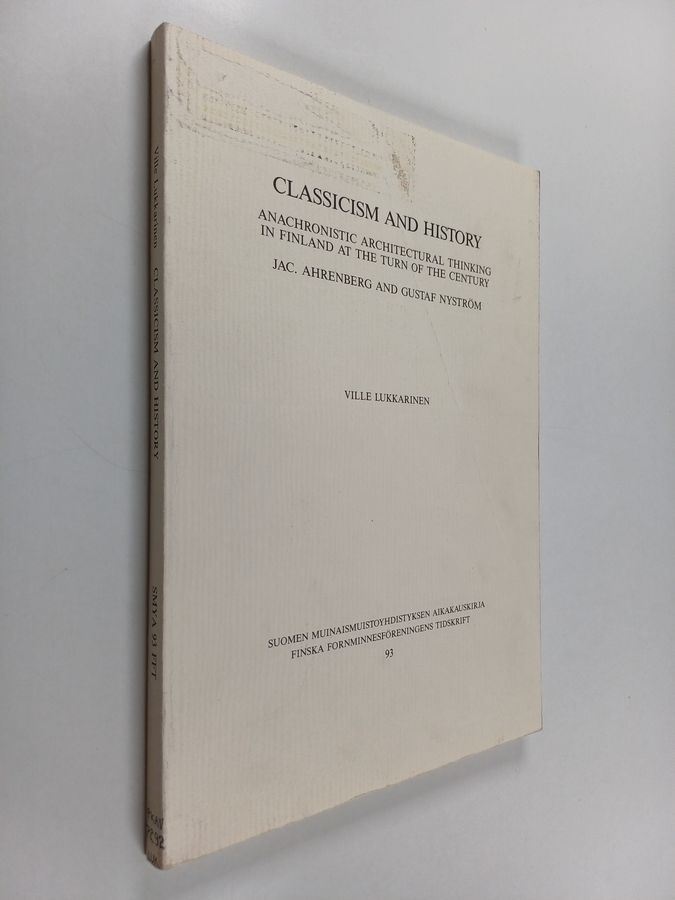 CLASSICISM AND HISTORY
ANACHRONISTIC ARCHITECTURAL THINKING
IN FINLAND AT THE TURN OF THE CENTURY
JAC. AHRENBERG AND GUSTAF NYSTRÖM
VILLE LUKKARINEN
SUOMEN MUINAISMUISTOYHDISTYKSEN AIKAKAUSKIRJA
FINSKA FORNMINNESFÖRENINGENS TIDSKRIFT
93
Ville Lukkarinen CLASSICISM AND HISTORY SMYA 93 FFT